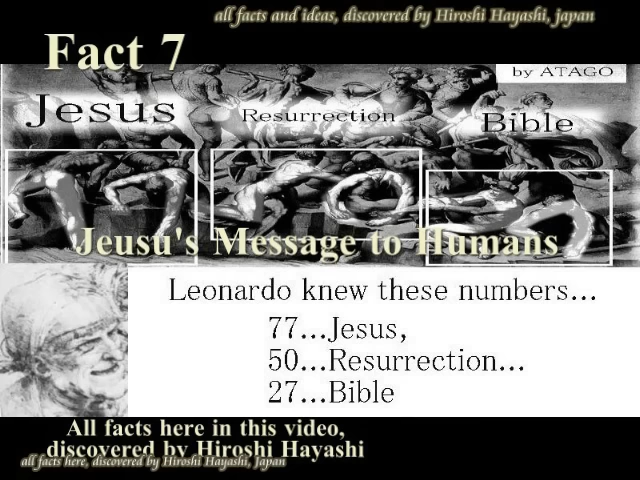 all facts and ideas, discovered by Hiroshi Hayashi, japan
Fact 7
by ATAGO
Jesus
Resurrection
Bible
Jeusu's Message to Humans
Leonardo knew these numbers...
77...Jesus,
50...Resurrection...
27...Bible
All facts here in this video,
discovered by Hiroshi Hayashi
all facts here, discovered by Hiroshi Hayashi, Japan